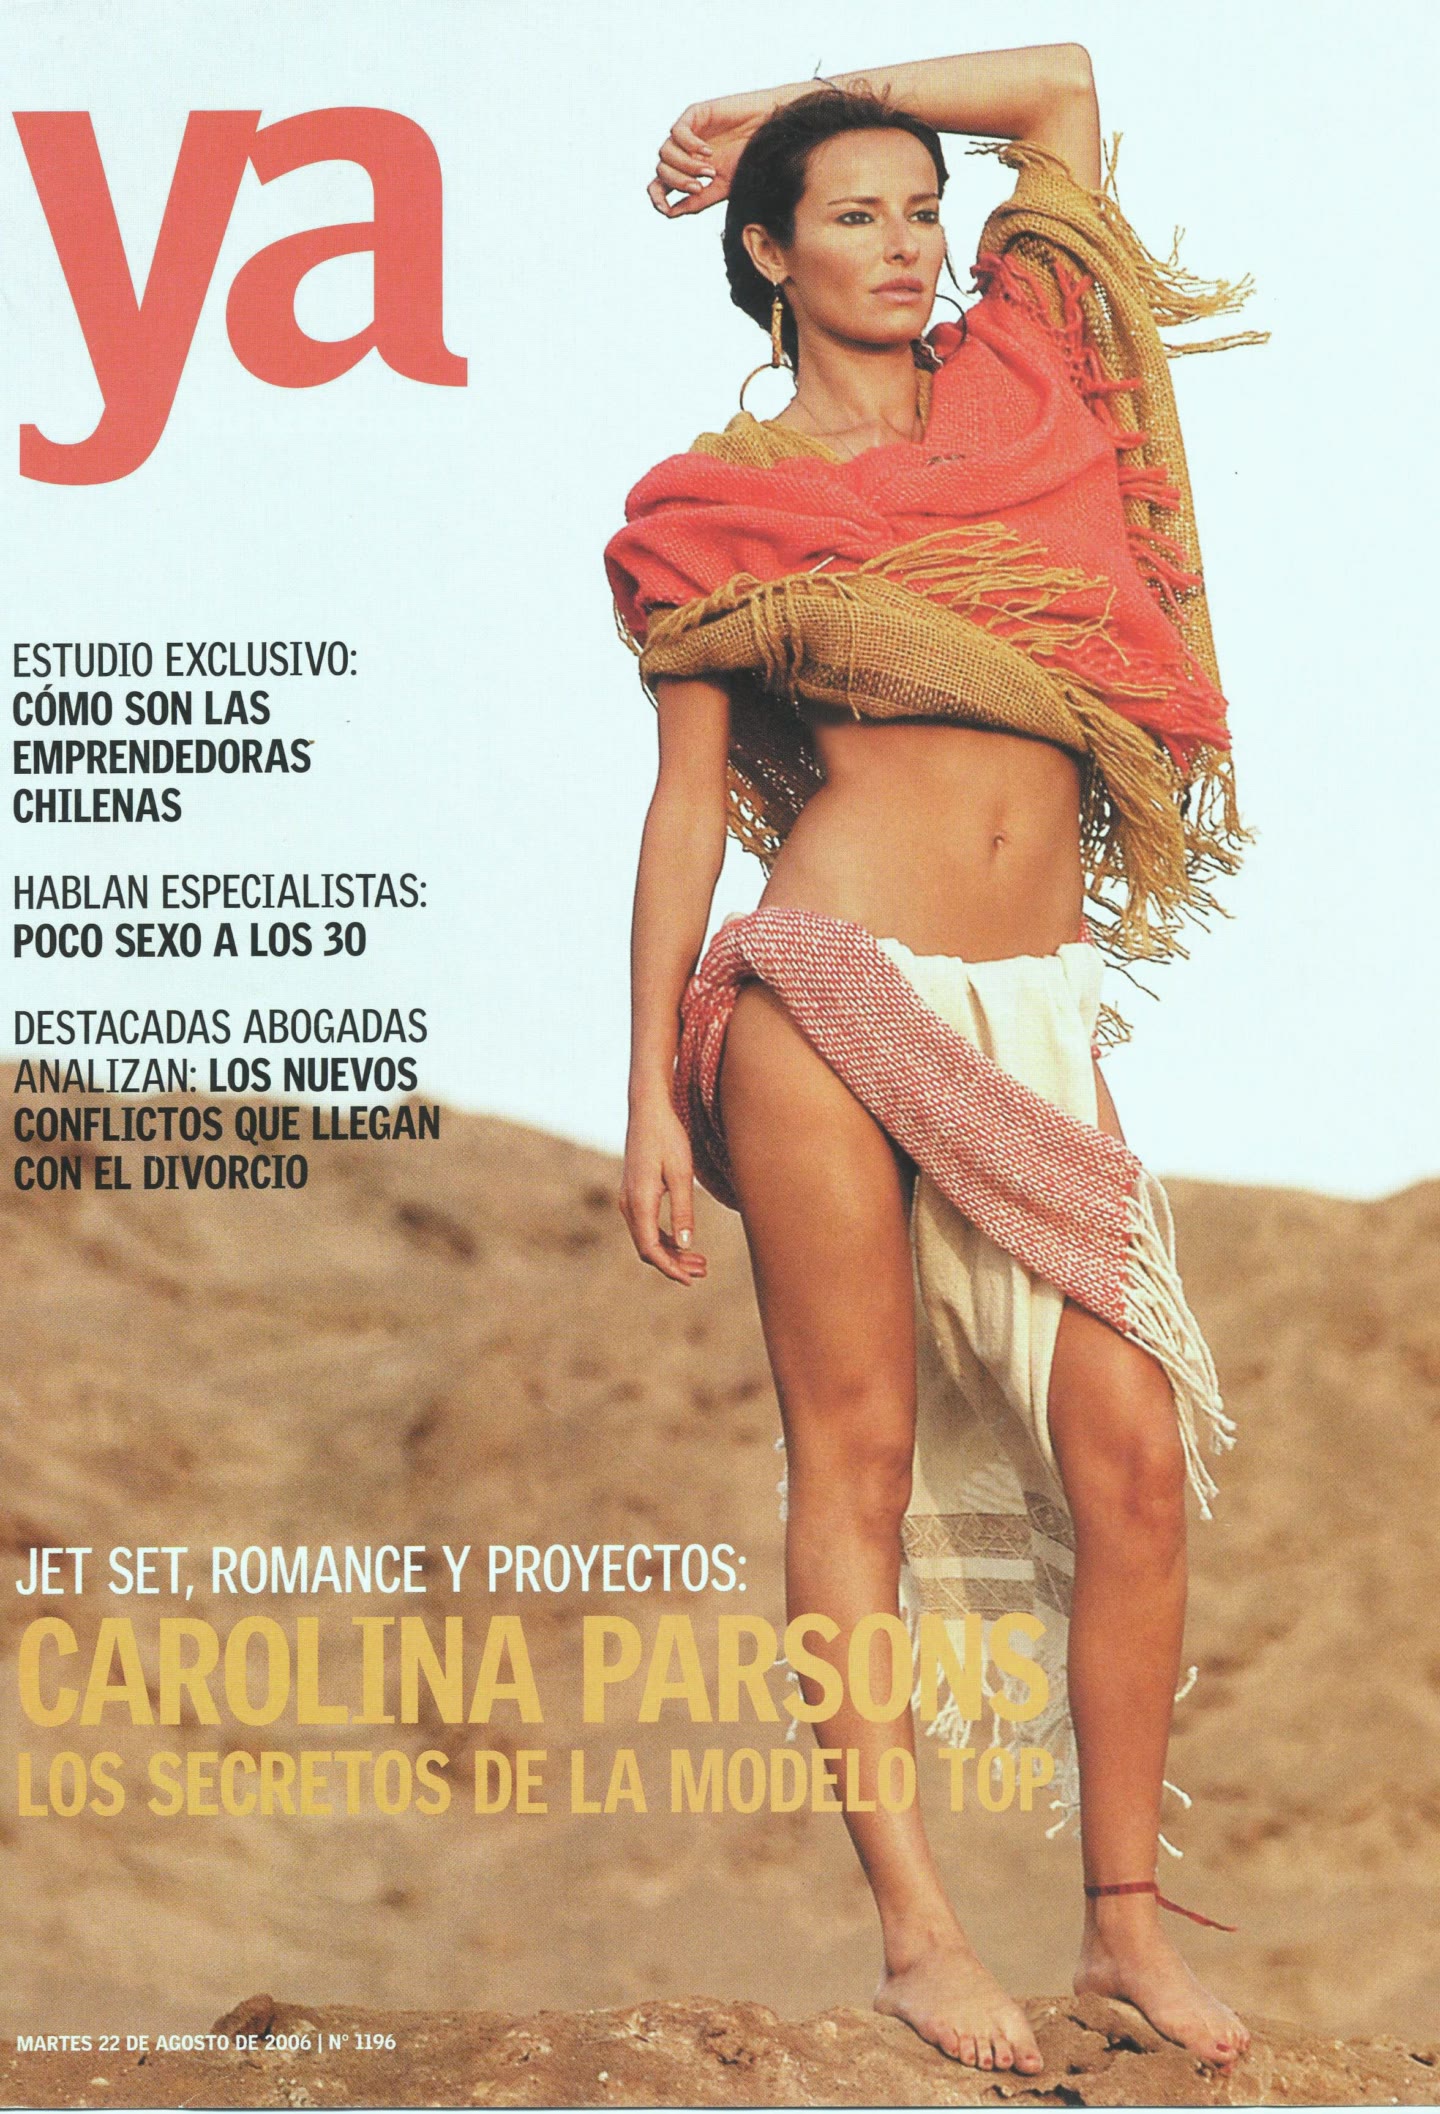 ya
ESTUDIO EXCLUSIVO:
CÓMO SON LAS
EMPRENDEDORAS
CHILENAS
HABLAN ESPECIALISTAS:
POCO SEXO A LOS 30
DESTACADAS ABOGADAS
ANALIZAN: LOS NUEVOS
CONFLICTOS QUE LLEGAN
CON EL DIVORCIO
JET SET, ROMANCE Y PROYECTOS:
CAROLINA PARSONS
LOS SECRETOS DE LA MODELO TOP
MARTES 22 DE AGOSTO DE 2006 | N° 1196